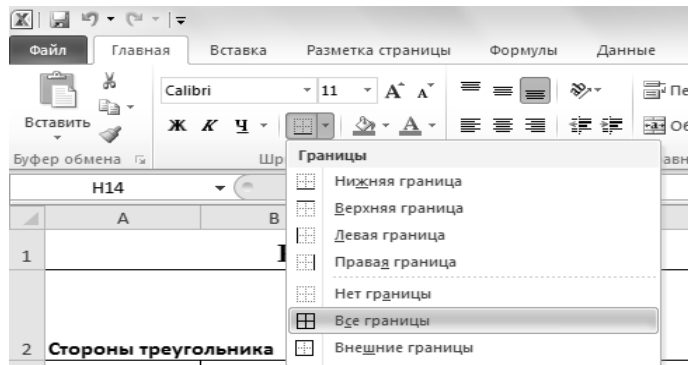 Файл Главная Вставка Разметка страницы Формулы Данные
Calibri 11
Вставить Ж К Ч
Буфер обмена
Границы
H14
Нижняя граница
Верхняя граница
Левая граница
Правая граница
Нет границы
Все границы
Внешние границы
A B
1
2 Стороны треугольника